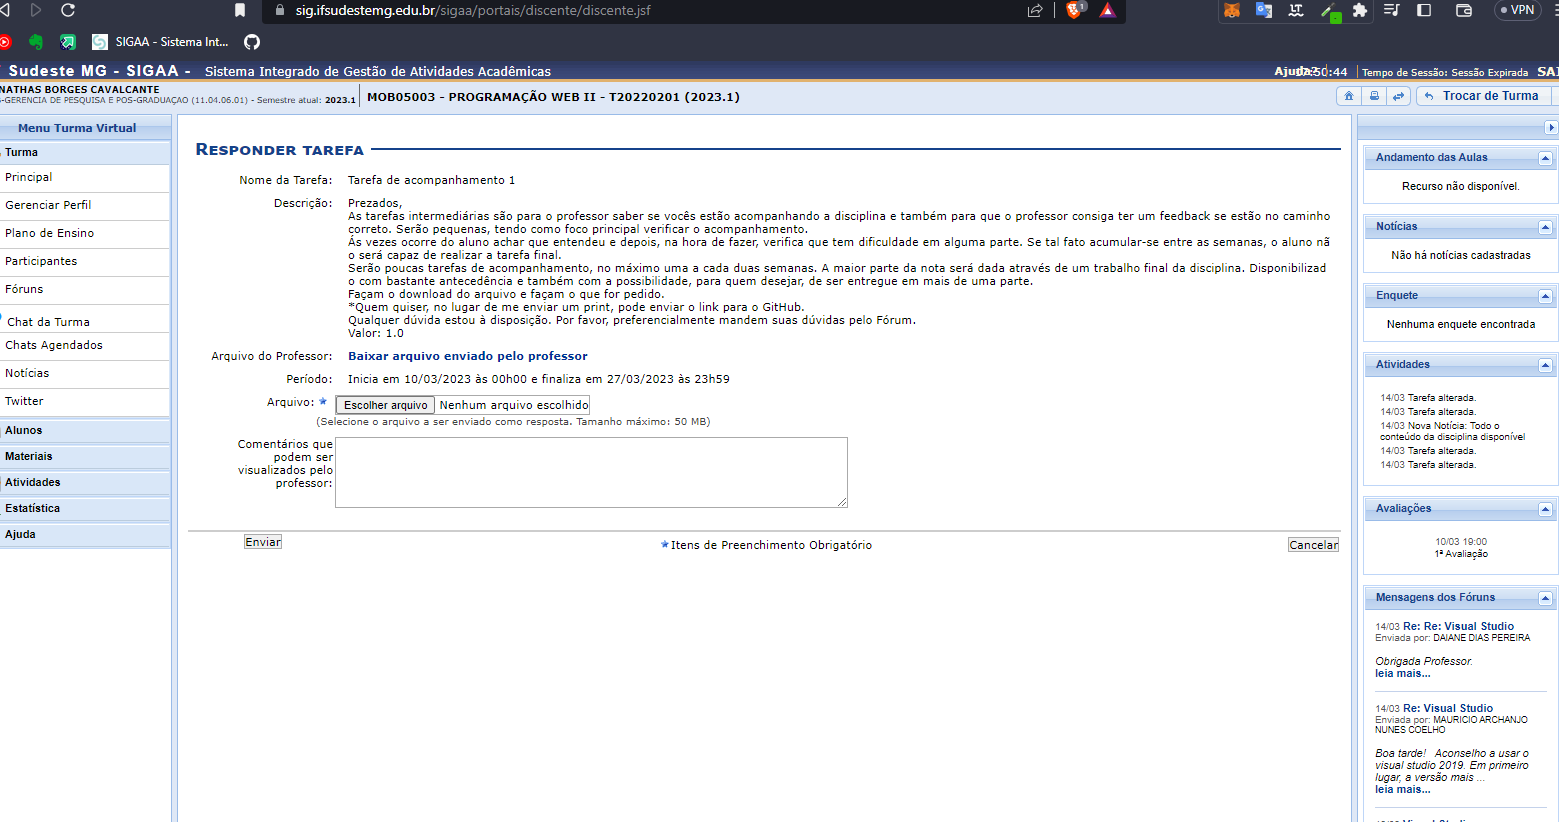 sig.ifsudestemg.edu.br/sigaa/portais/discente/discente.jsf
1
VPN
SIGAA - Sistema Int...
Sudeste MG - SIGAA - Sistema Integrado de Gestão de Atividades Acadêmicas
Ajuda? :50:44 Tempo de Sessão: Sessão Expirada SAI
NATHAS BORGES CAVALCANTE
-GERENCIA DE PESQUISA E POS-GRADUAÇAO (11.04.06.01) - Semestre atual: 2023.1
MOB05003 - PROGRAMAÇÃO WEB II - T20220201 (2023.1)
Trocar de Turma
Menu Turma Virtual
Turma
Principal
Gerenciar Perfil
Plano de Ensino
Participantes
Fóruns
Chat da Turma
Chats Agendados
Notícias
Twitter
Alunos
Materiais
Atividades
Estatística
Ajuda
RESPONDER TAREFA
Nome da Tarefa: Tarefa de acompanhamento 1
Descrição: Prezados,
As tarefas intermediárias são para o professor saber se vocês estão acompanhando a disciplina e também para que o professor consiga ter um feedback se estão no caminho
correto. Serão pequenas, tendo como foco principal verificar o acompanhamento.
Ás vezes ocorre do aluno achar que entendeu e depois, na hora de fazer, verifica que tem dificuldade em alguma parte. Se tal fato acumular-se entre as semanas, o aluno nã
o será capaz de realizar a tarefa final.
Serão poucas tarefas de acompanhamento, no máximo uma a cada duas semanas. A maior parte da nota será dada através de um trabalho final da disciplina. Disponibilizad
o com bastante antecedência e também com a possibilidade, para quem desejar, de ser entregue em mais de uma parte.
Façam o download do arquivo e façam o que for pedido.
*Quem quiser, no lugar de me enviar um print, pode enviar o link para o GitHub.
Qualquer dúvida estou à disposição. Por favor, preferencialmente mandem suas dúvidas pelo Fórum.
Valor: 1.0
Arquivo do Professor: Baixar arquivo enviado pelo professor
Período: Inicia em 10/03/2023 às 00h00 e finaliza em 27/03/2023 às 23h59
Arquivo: Escolher arquivo Nenhum arquivo escolhido
(Selecione o arquivo a ser enviado como resposta. Tamanho máximo: 50 MB)
Comentários que
podem ser
visualizados pelo
professor:
Enviar
Itens de Preenchimento Obrigatório
Cancelar
Andamento das Aulas
Recurso não disponível.
Notícias
Não há notícias cadastradas
Enquete
Nenhuma enquete encontrada
Atividades
14/03 Tarefa alterada.
14/03 Tarefa alterada.
14/03 Nova Notícia: Todo o
conteúdo da disciplina disponível
14/03 Tarefa alterada.
14/03 Tarefa alterada.
Avaliações
10/03 19:00
1ª Avaliação
Mensagens dos Fóruns
14/03 Re: Re: Visual Studio
Enviada por: DAIANE DIAS PEREIRA
Obrigada Professor.
leia mais...
14/03 Re: Visual Studio
Enviada por: MAURICIO ARCHANJO
NUNES COELHO
Boa tarde! Aconselho a usar o
visual studio 2019. Em primeiro
lugar, a versão mais ...
leia mais...